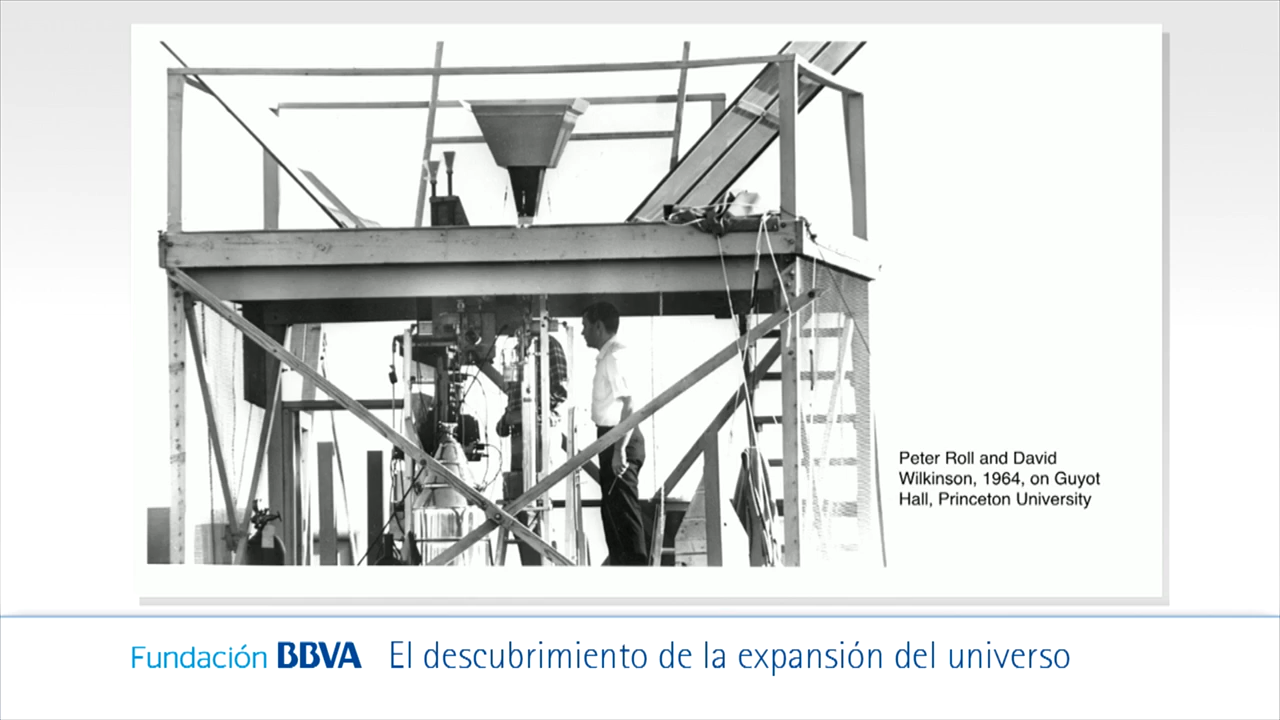 Peter Roll and David
Wilkinson, 1964, on Guyot
Hall, Princeton University
Fundación BBVA El descubrimiento de la expansión del universo